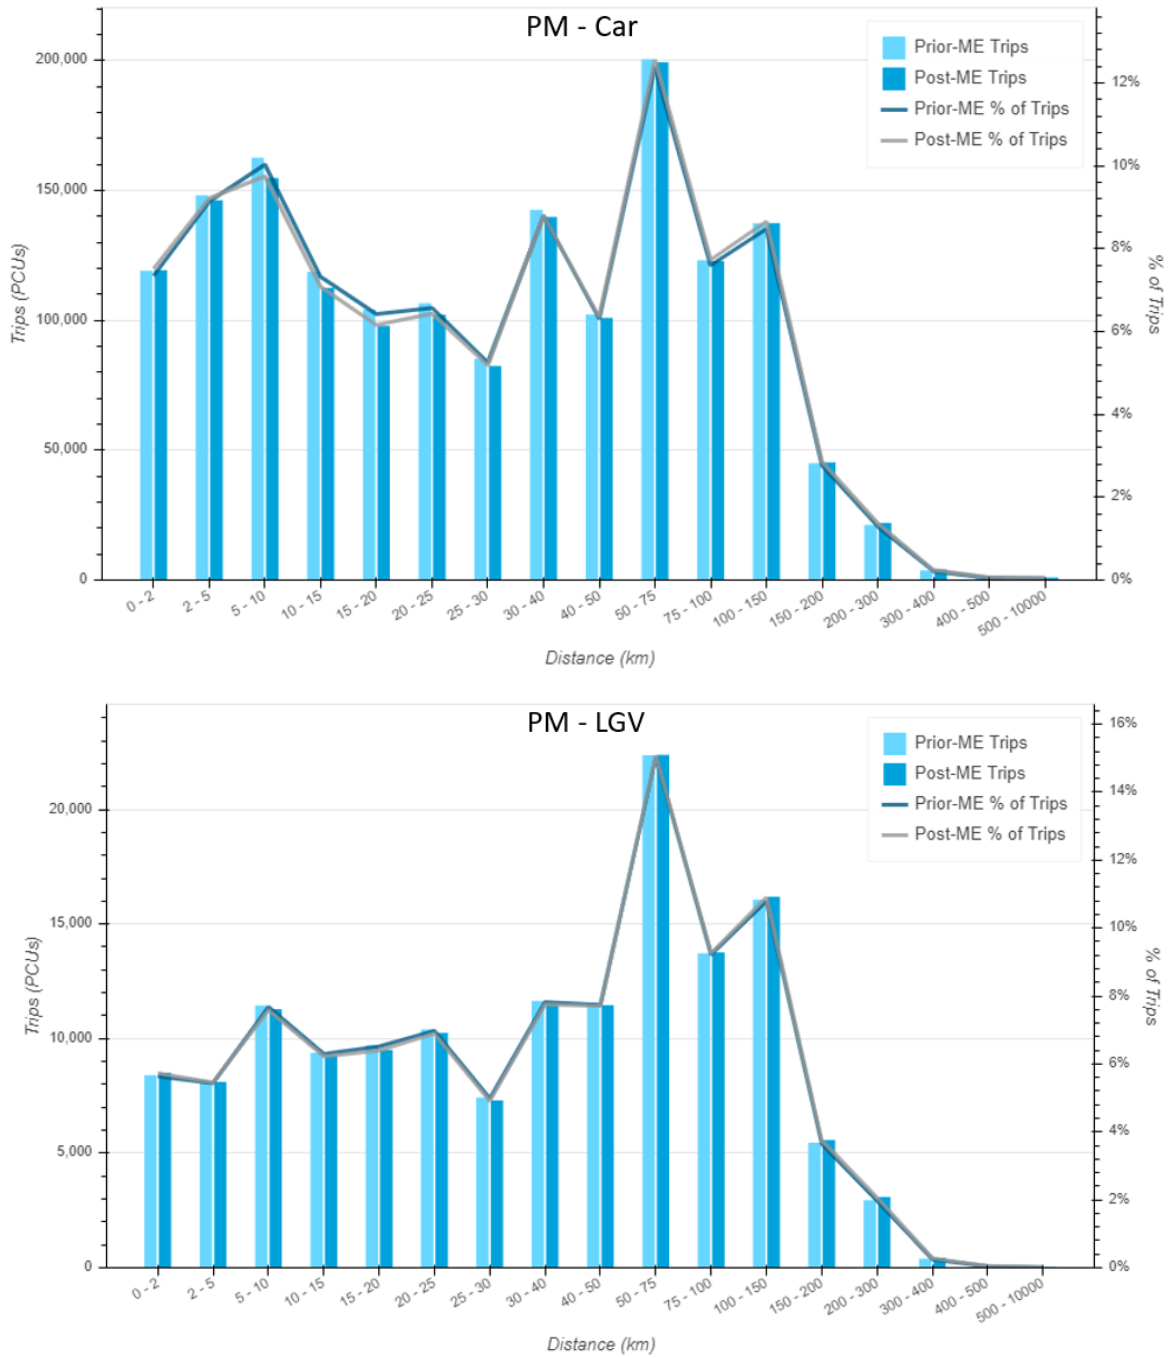 PM - Car
Prior-ME Trips
Post-ME Trips
Prior-ME % of Trips
Post-ME % of Trips
200,000
150,000
100,000
50,000
0
Trips (PCUs)
12%
10%
8%
6%
4%
2%
0%
% of Trips
0 - 2
2 - 5
5 - 10
10 - 15
15 - 20
20 - 25
25 - 30
30 - 40
40 - 50
50 - 75
75 - 100
100 - 150
150 - 200
200 - 300
300 - 400
400 - 500
500 - 10000
Distance (km)
PM - LGV
Prior-ME Trips
Post-ME Trips
Prior-ME % of Trips
Post-ME % of Trips
20,000
15,000
10,000
5,000
0
Trips (PCUs)
16%
14%
12%
10%
8%
6%
4%
2%
0%
% of Trips
0 - 2
2 - 5
5 - 10
10 - 15
15 - 20
20 - 25
25 - 30
30 - 40
40 - 50
50 - 75
75 - 100
100 - 150
150 - 200
200 - 300
300 - 400
400 - 500
500 - 10000
Distance (km)